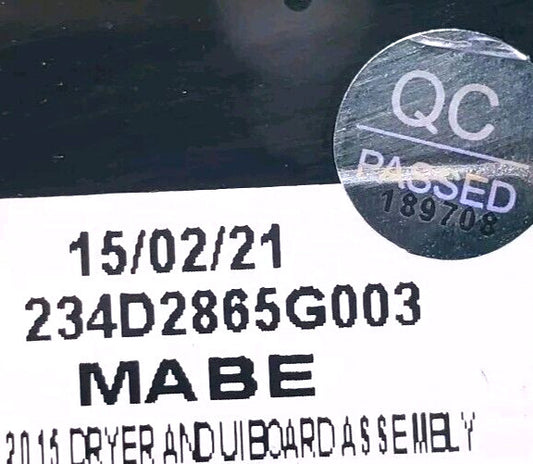 QC
PASSED
189708
15/02/21
234D2865G003
MABE
2015 DRYER AND UI BOARD ASSEMBLY